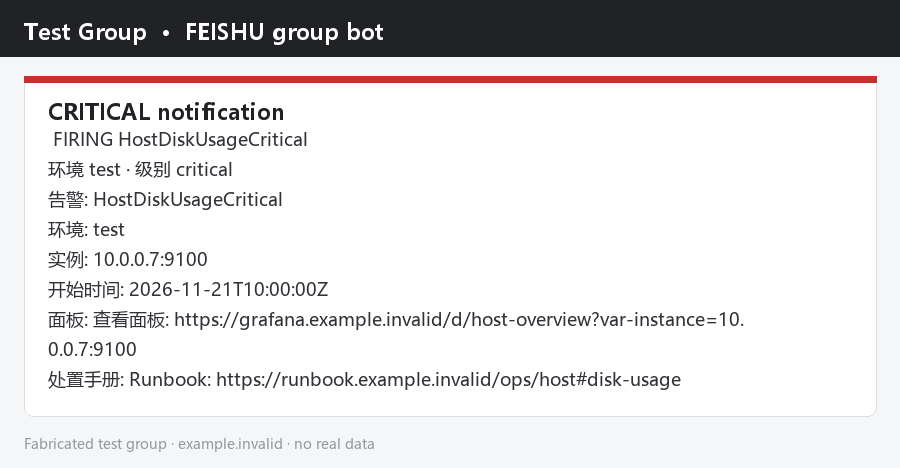 Test Group • FEISHU group bot
CRITICAL notification
FIRING HostDiskUsageCritical
环境 test · 级别 critical
告警: HostDiskUsageCritical
环境: test
实例: 10.0.0.7:9100
开始时间: 2026-11-21T10:00:00Z
面板: 查看面板: https://grafana.example.invalid/d/host-overview?var-instance=10.
0.0.7:9100
处置手册: Runbook: https://runbook.example.invalid/ops/host#disk-usage
Fabricated test group · example.invalid · no real data